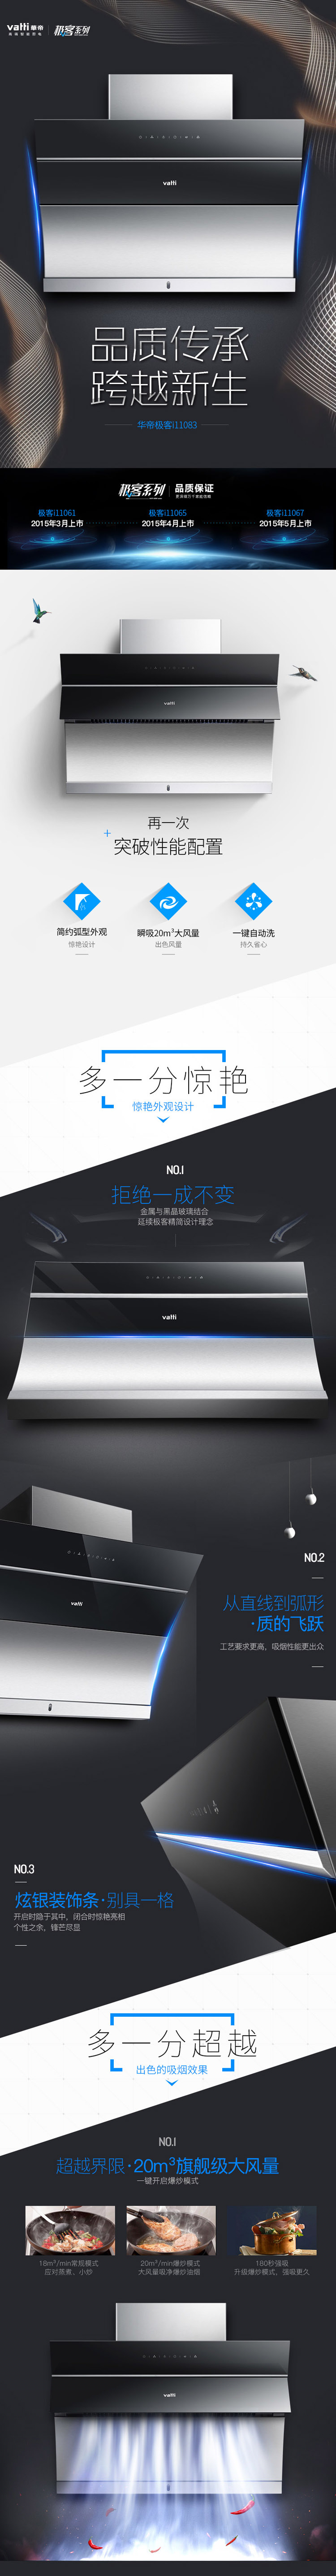 vatti 華帝
高端智能厨电
极客系列
vatti
品质传承
跨越新生
华帝极客i11083
极客系列
品质保证
极客i11061
2015年3月上市
极客i11065
2015年4月上市
极客i11067
2015年5月上市
vatti
再一次
突破性能配置
简约弧型外观
惊艳设计
瞬吸20m³大风量
出色风量
一键自动洗
持久省心
多一分惊艳
惊艳外观设计
NO.1
拒绝一成不变
金属与黑晶玻璃结合
延续极客精简设计理念
vatti
vatti
NO.2
从直线到弧形
·质的飞跃
工艺要求更高，吸烟性能更出众
NO.3
炫银装饰条·别具一格
开启时隐于其中，闭合时惊艳亮相
个性之余，锋芒尽显
多一分超越
出色的吸烟效果
NO.1
超越界限·20m³旗舰级大风量
一键开启爆炒模式
18m³/min常规模式
应对蒸煮，小炒
20m³/min爆炒模式
大风量吸净爆炒油烟
180秒强吸
升级爆炒模式，强吸更久
vatti